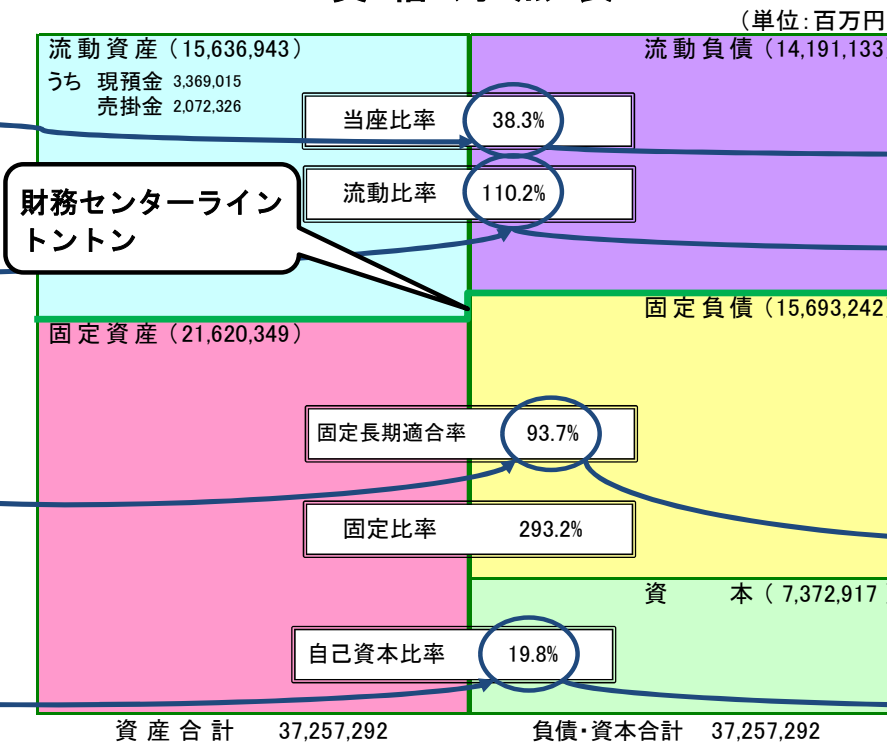 (単位:百万円
流動資産(15,636,943)
うち 現預金 3,369,015
売掛金 2,072,326
流動負債(14,191,133
当座比率 38.3%
流動比率 110.2%
財務センターライン
トントン
固定資産(21,620,349)
固定負債(15,693,242
固定長期適合率 93.7%
固定比率 293.2%
資 本(7,372,917
自己資本比率 19.8%
資産合計 37,257,292
負債・資本合計 37,257,292